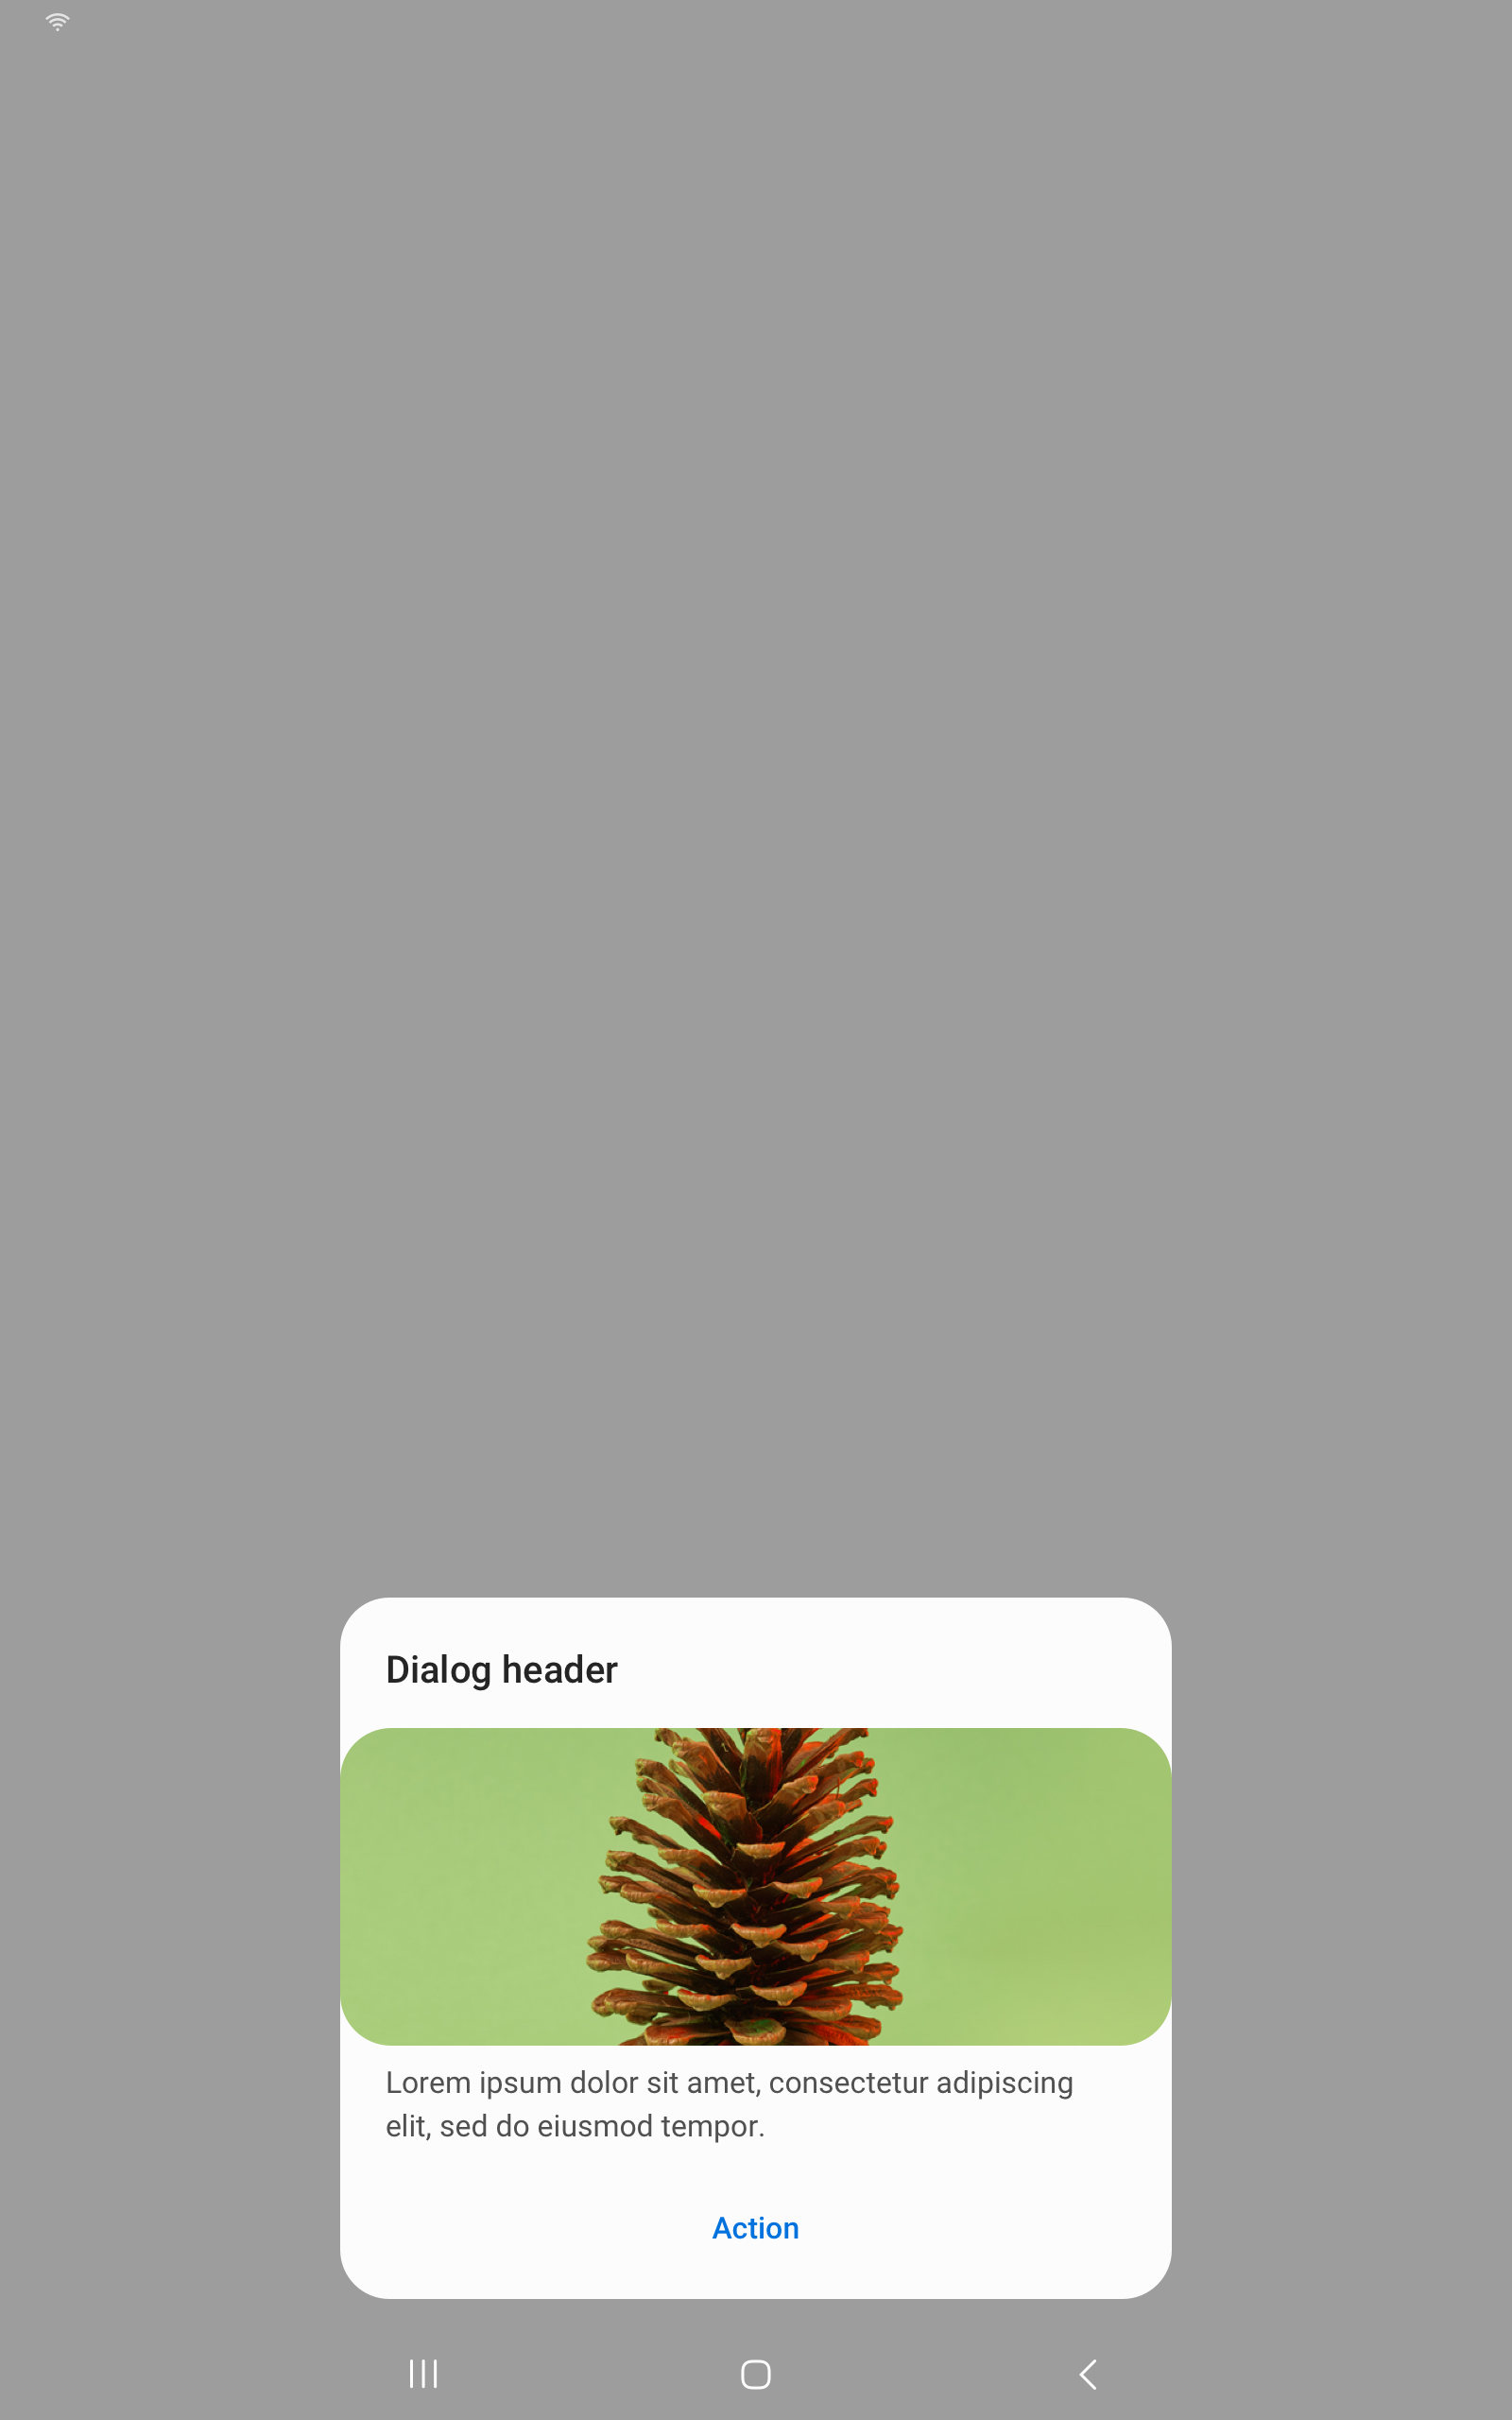 Dialog header
Lorem ipsum dolor sit amet, consectetur adipiscing
elit, sed do eiusmod tempor.
Action